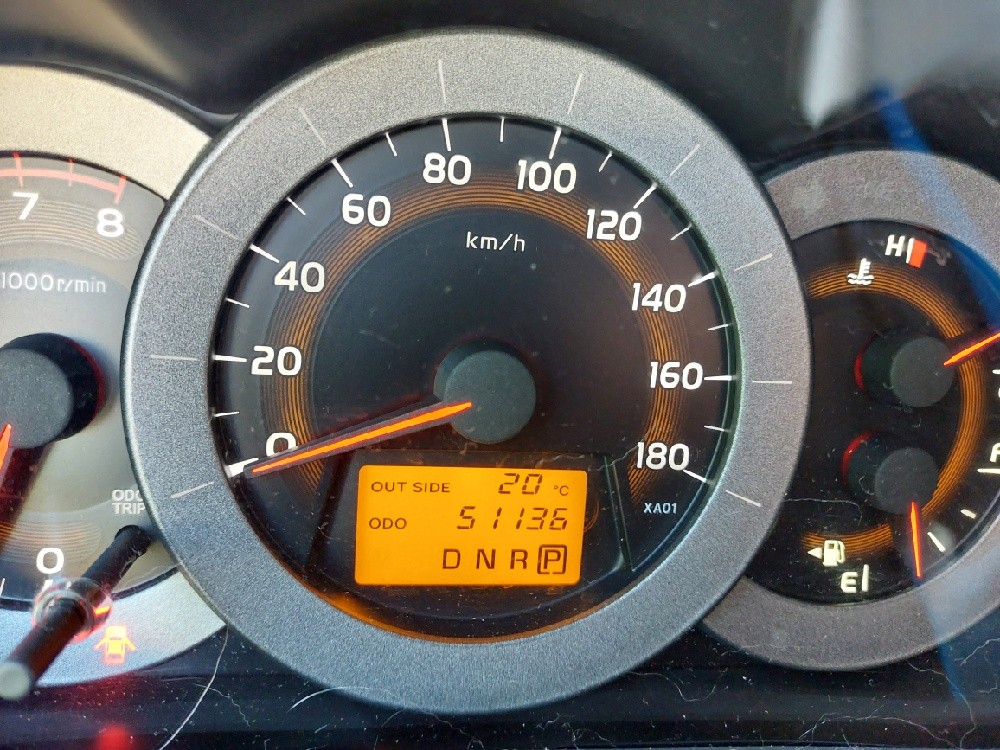 7
8
1000r/min
ODO
TRIP
0
0
20
40
60
80
100
120
140
160
180
km/h
OUT SIDE 20 °C
ODO 51136
D N R P
XA01
H
E